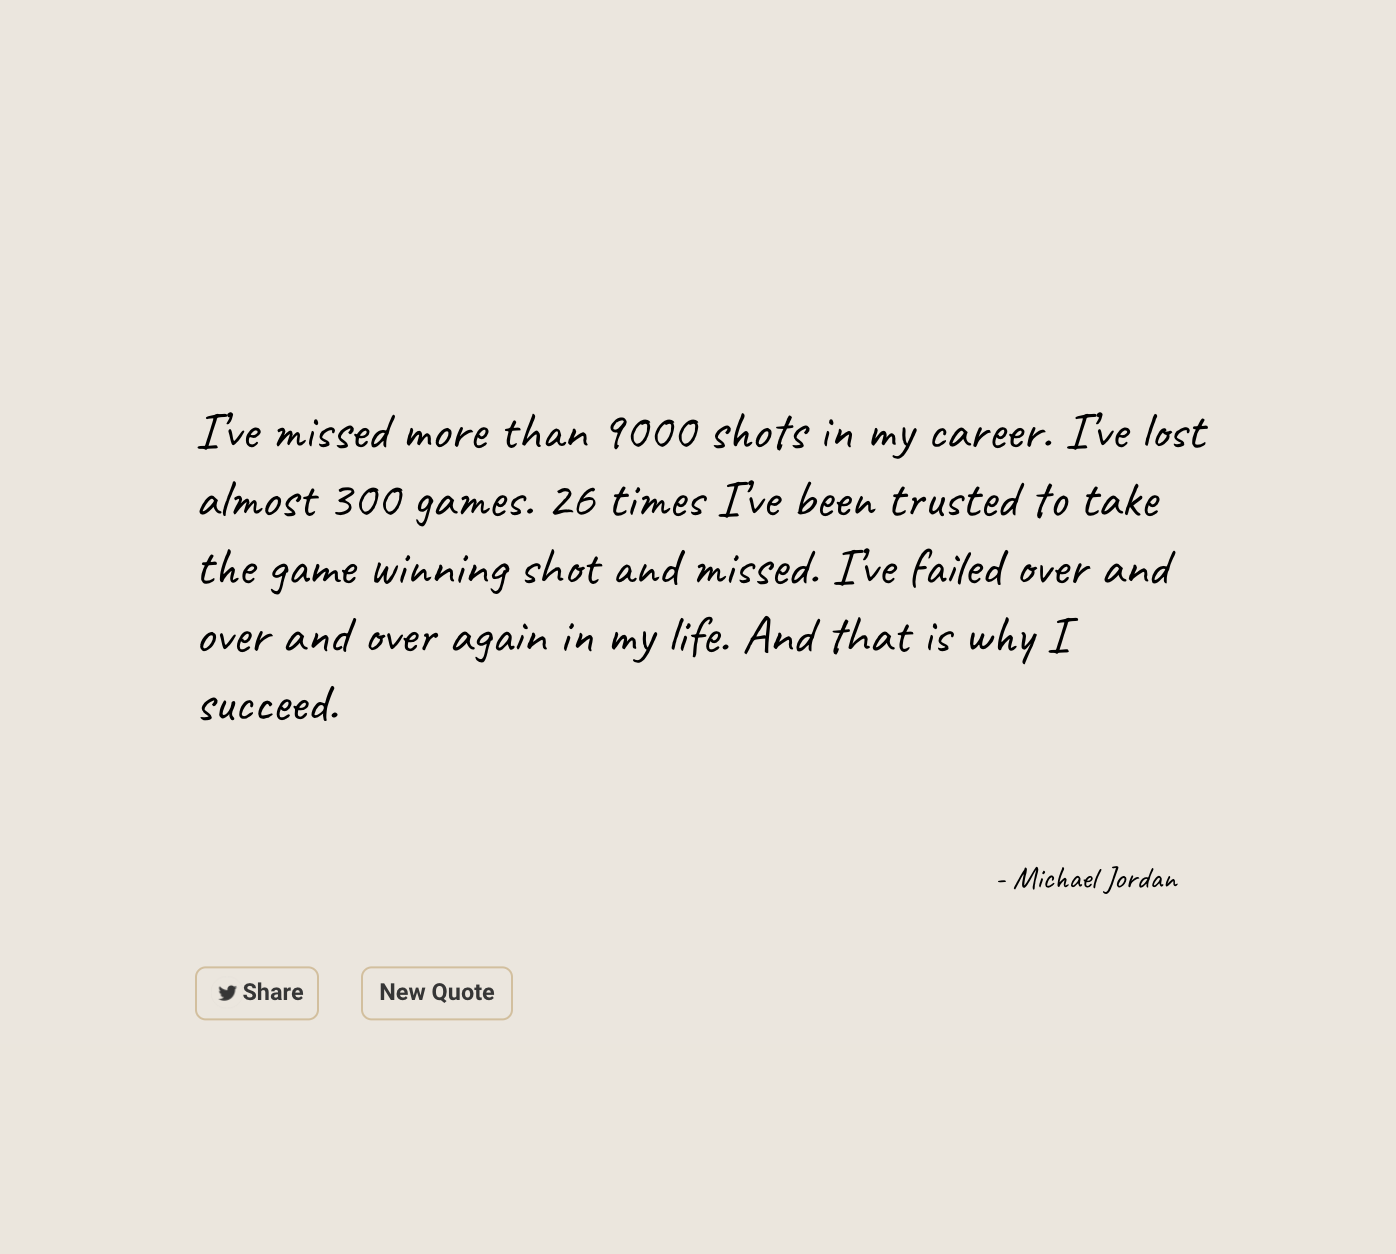 I've missed more than 9000 shots in my career. I've lost
almost 300 games. 26 times I've been trusted to take
the game winning shot and missed. I've failed over and
over and over again in my life. And that is why I
succeed.
- Michael Jordan
Share New Quote